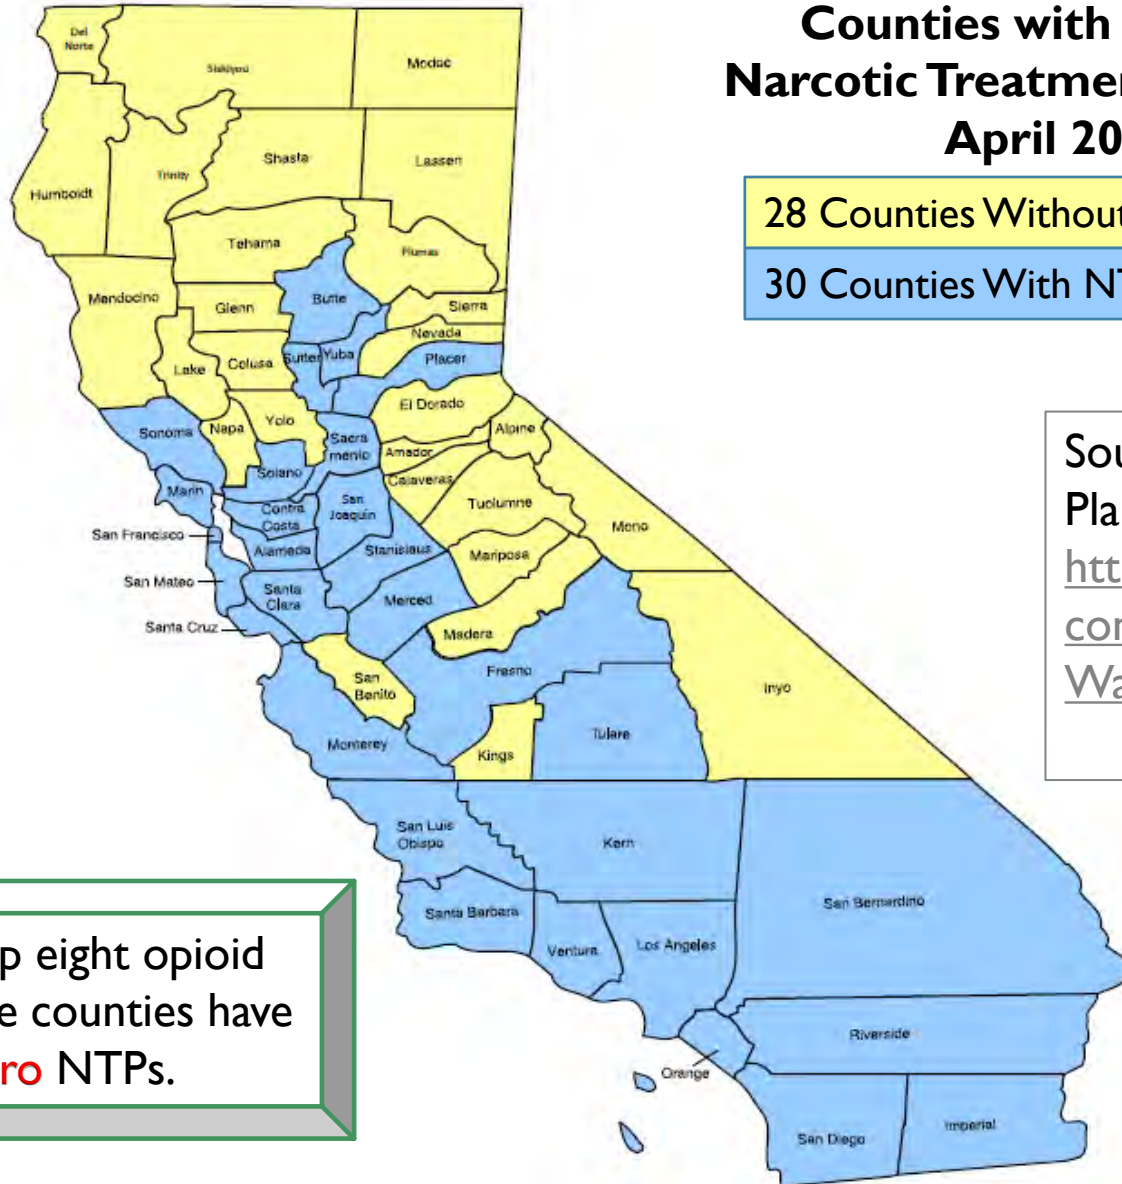 Counties with
Narcotic Treatmen
April 20
28 Counties Without
30 Counties With NT
Del
Norte
Siskiyou
Modoc
Humboldt
Trinity
Shasta
Lassen
Tehama
Plumas
Mendocino
Glenn
Butte
Sierra
Nevada
Lake
Colusa
Sutter
Yuba
Placer
El Dorado
Sonoma
Napa
Yolo
Sacra
mento
Alpine
Amador
Calaveras
Solano
Marin
Contra
Costa
San
Joaquin
Tuolumne
Mono
San Francisco
Alameda
Stanislaus
Mariposa
San Mateo
Santa
Clara
Merced
Santa Cruz
Madera
San
Benito
Fresno
Inyo
Monterey
Kings
Tulare
Sou
Pla
htt
con
Wa
San Luis
Obispo
Kern
San Bernardino
Santa Barbara
Ventura
Los Angeles
Riverside
Orange
San Diego
Imperial
p eight opioid
e counties have
ro NTPs.